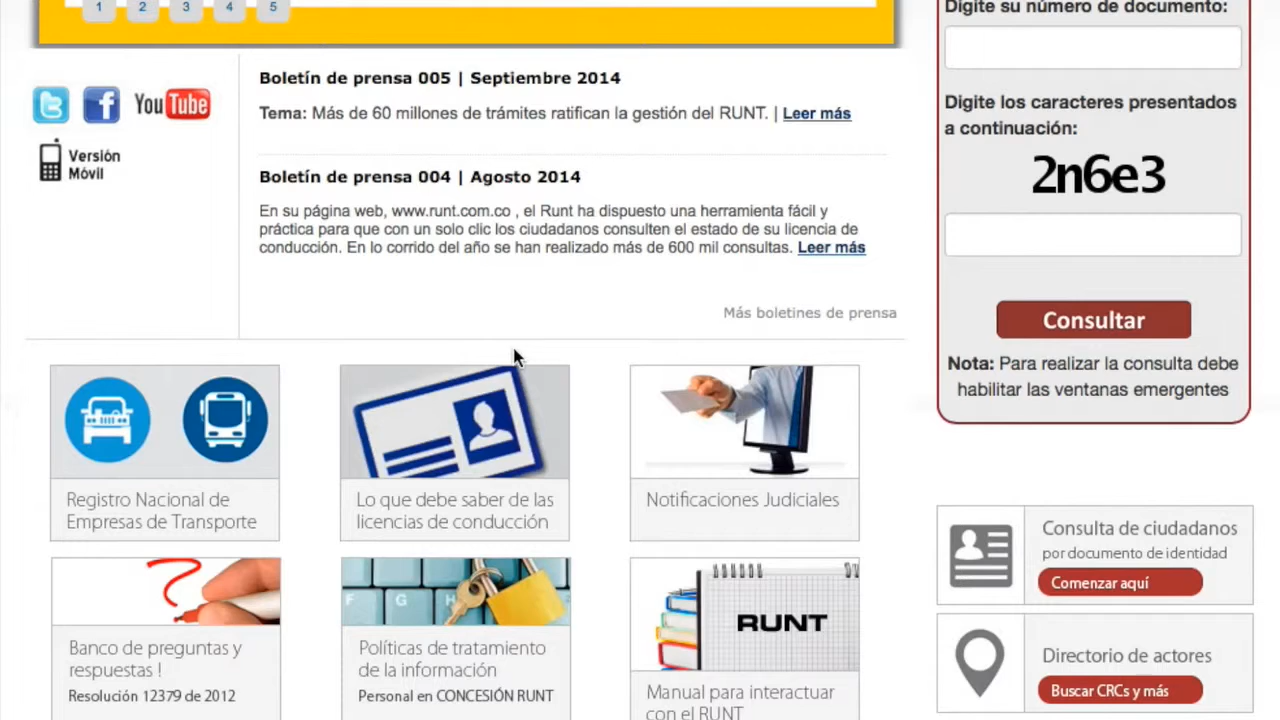 1 2 3 4 5
Boletín de prensa 005 | Septiembre 2014
Tema: Más de 60 millones de trámites ratifican la gestión del RUNT. | Leer más
YouTube
Versión
Móvil
Boletín de prensa 004 | Agosto 2014
En su página web, www.runt.com.co , el Runt ha dispuesto una herramienta fácil y
práctica para que con un solo clic los ciudadanos consulten el estado de su licencia de
conducción. En lo corrido del año se han realizado más de 600 mil consultas. Leer más
Más boletines de prensa
Digite su número de documento:
Digite los caracteres presentados
a continuación:
2n6e3
Consultar
Nota: Para realizar la consulta debe
habilitar las ventanas emergentes
Registro Nacional de
Empresas de Transporte
Lo que debe saber de las
licencias de conducción
Notificaciones Judiciales
Banco de preguntas y
respuestas !
Resolución 12379 de 2012
F G H
Políticas de tratamiento
de la información
Personal en CONCESIÓN RUNT
RUNT
Manual para interactuar
con el RUNT
Consulta de ciudadanos
por documento de identidad
Comenzar aquí
Directorio de actores
Buscar CRCs y más